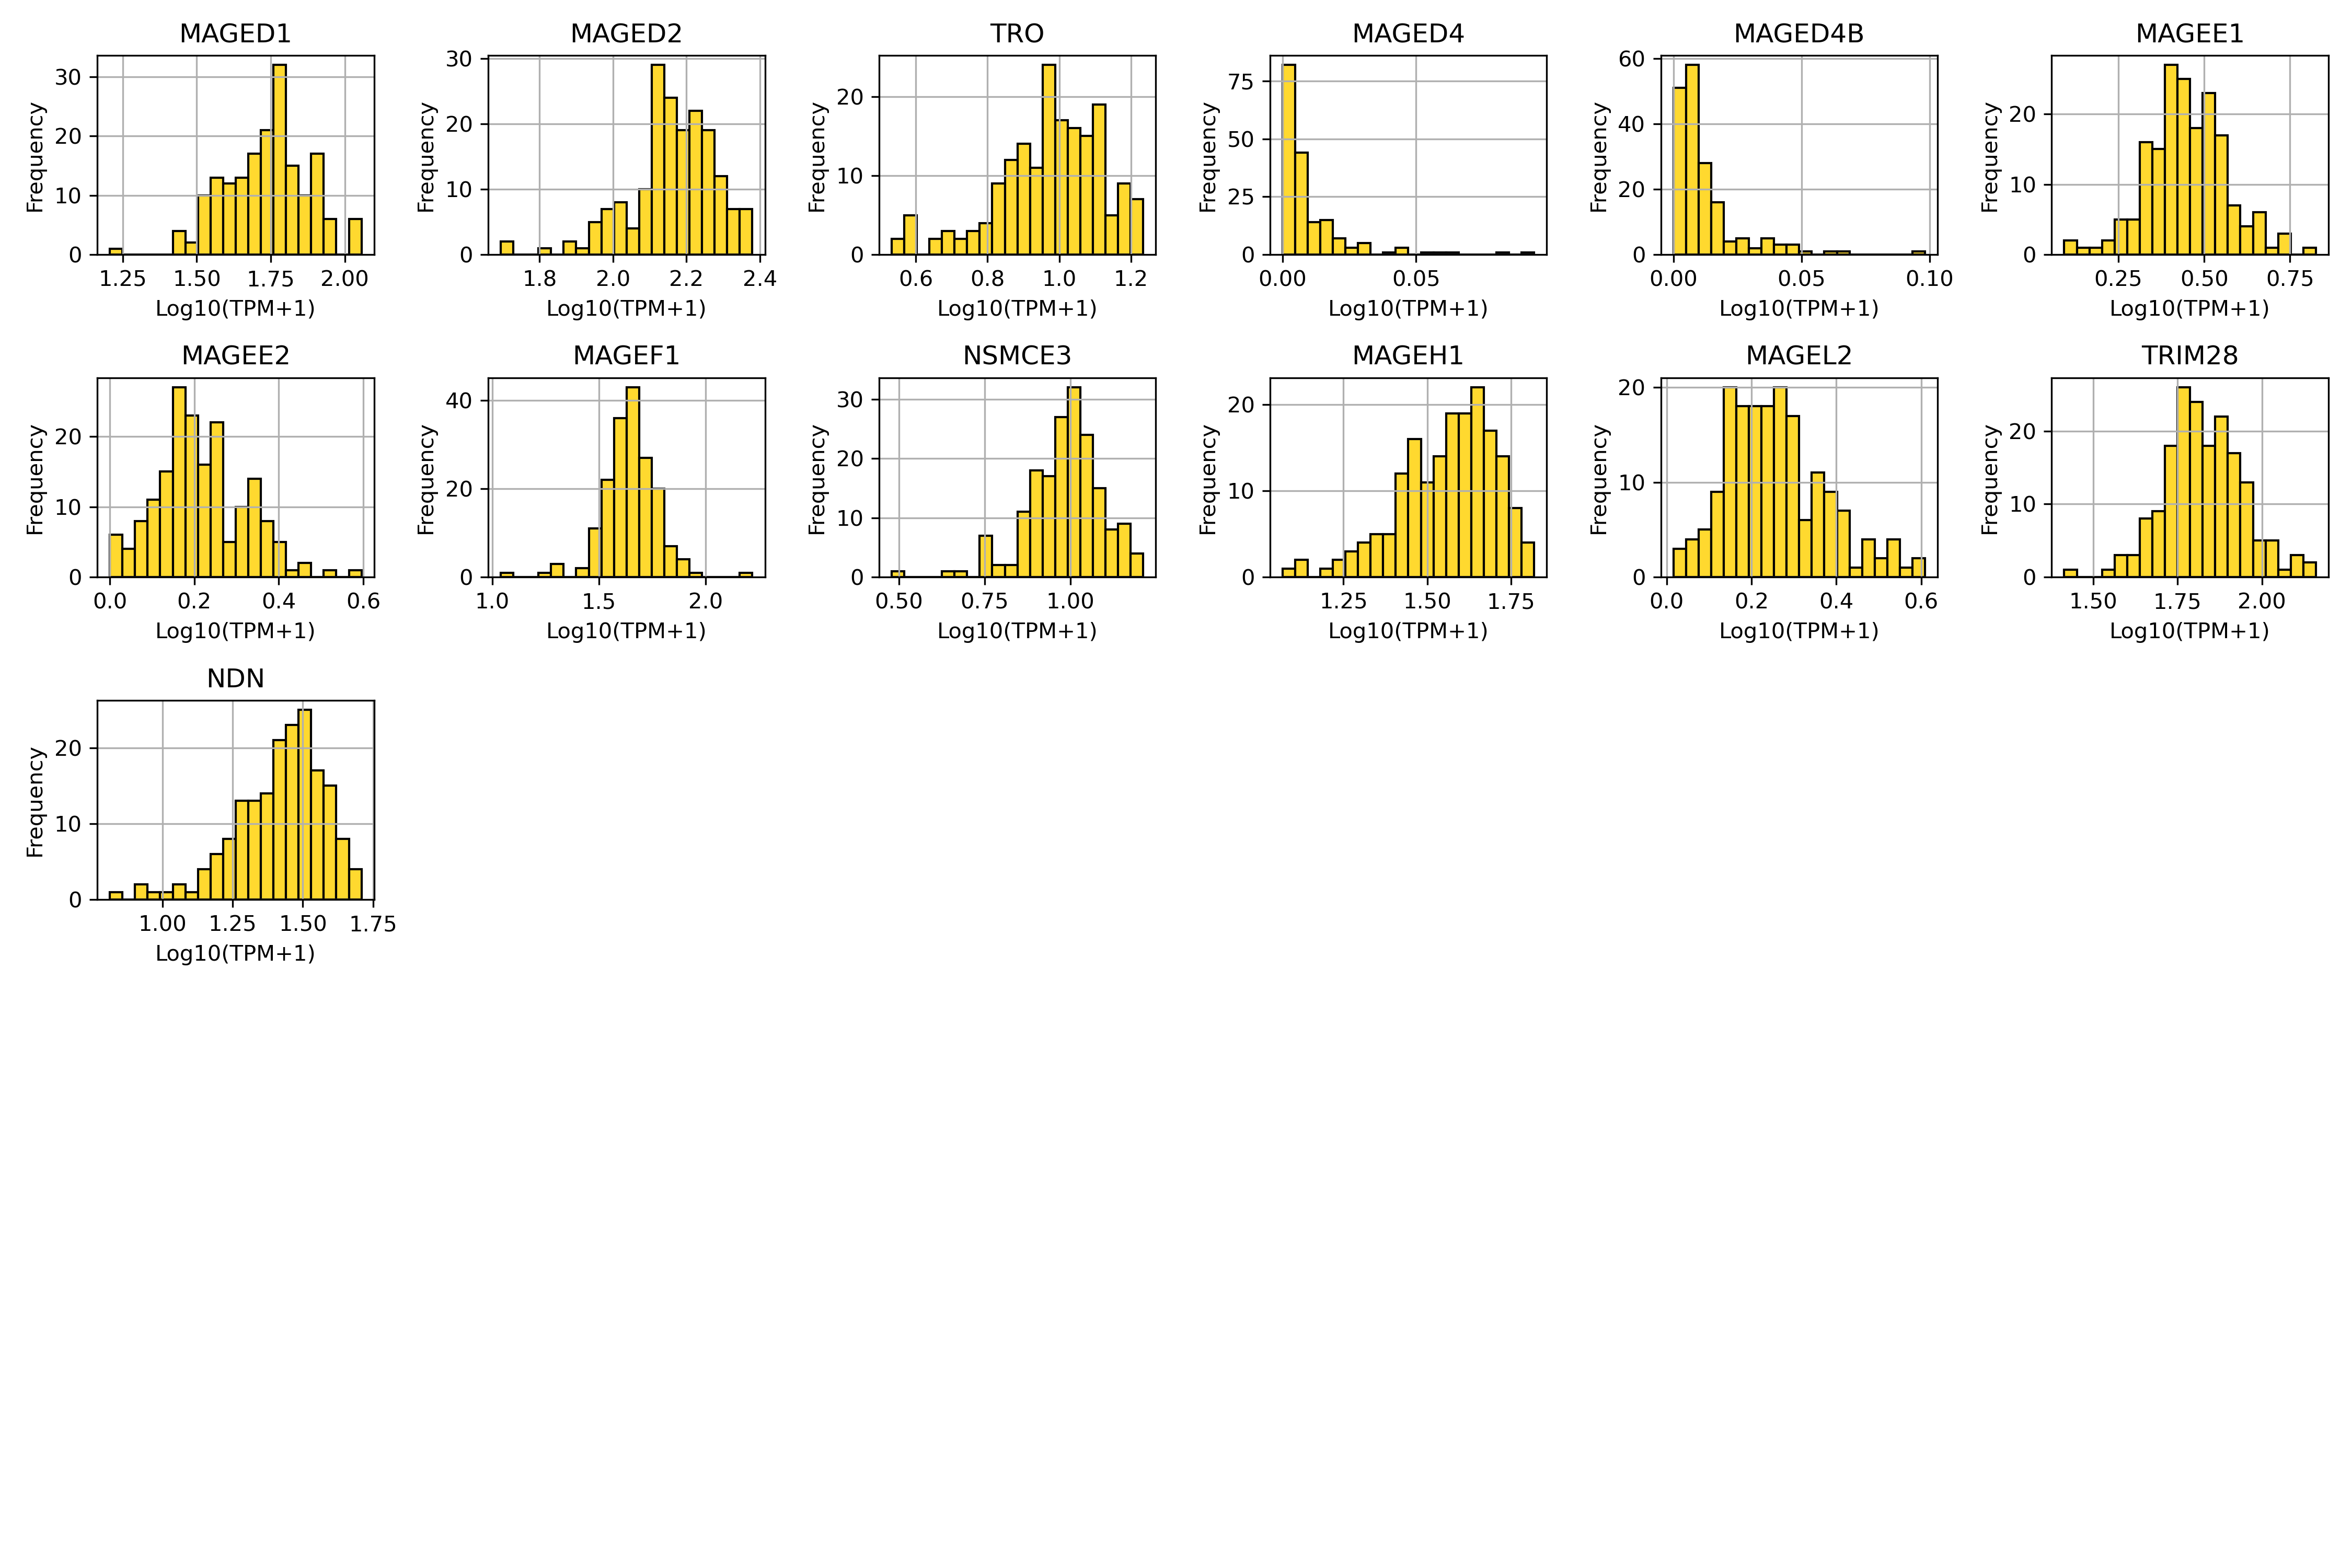 MAGED1 MAGED2 TRO MAGED4 MAGED4B MAGEE1
Frequency 30 20 10 0 Frequency 30 20 10 0 Frequency 20 10 0 Frequency 75 50 25 0 Frequency 60 40 20 0 Frequency 20 10 0
1.25 1.50 1.75 2.00 1.8 2.0 2.2 2.4 0.6 0.8 1.0 1.2 0.00 0.05 0.00 0.05 0.10 0.25 0.50 0.75
Log10(TPM+1) Log10(TPM+1) Log10(TPM+1) Log10(TPM+1) Log10(TPM+1) Log10(TPM+1)
MAGEE2 MAGEF1 NSMCE3 MAGEH1 MAGEL2 TRIM28
Frequency 20 10 0 Frequency 40 20 0 Frequency 30 20 10 0 Frequency 20 10 0 Frequency 20 10 0 Frequency 20 10 0
0.0 0.2 0.4 0.6 1.0 1.5 2.0 0.50 0.75 1.00 1.25 1.50 1.75 0.0 0.2 0.4 0.6 1.50 1.75 2.00
Log10(TPM+1) Log10(TPM+1) Log10(TPM+1) Log10(TPM+1) Log10(TPM+1) Log10(TPM+1)
NDN
Frequency 20 10 0
1.00 1.25 1.50 1.75
Log10(TPM+1)